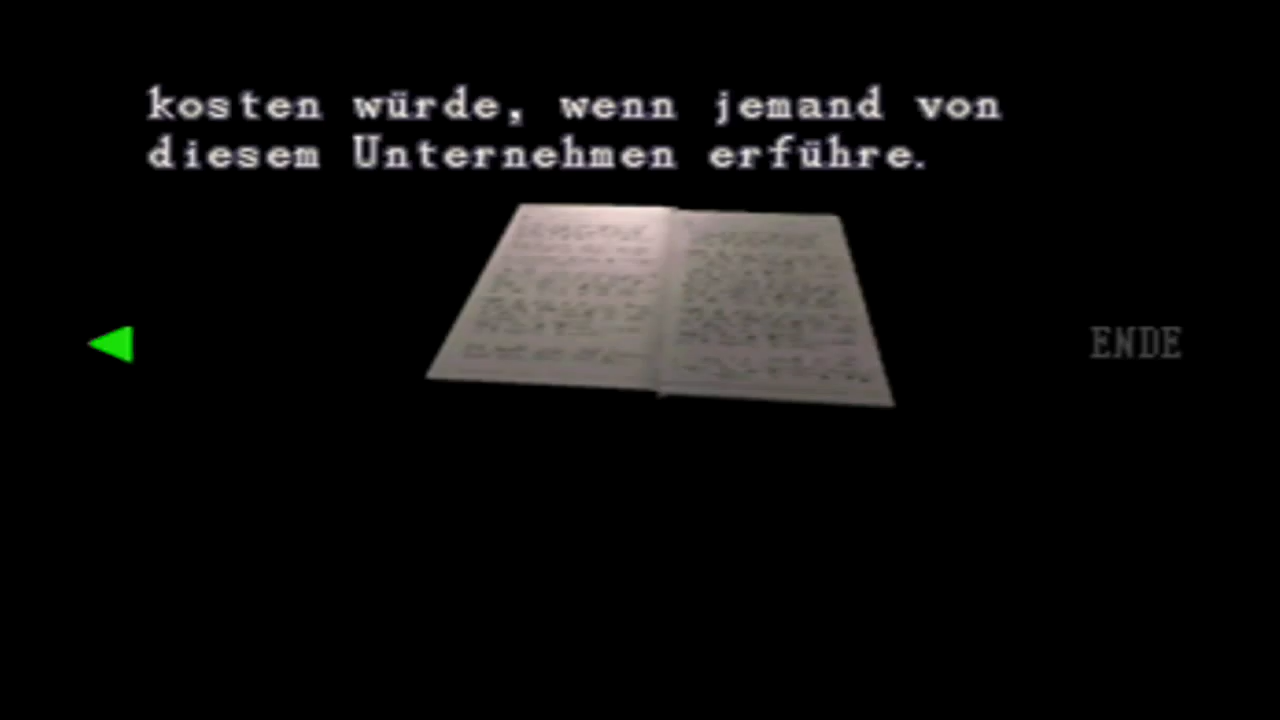 kosten würde, wenn jemand von
diesem Unternehmen erführe.
ENDE